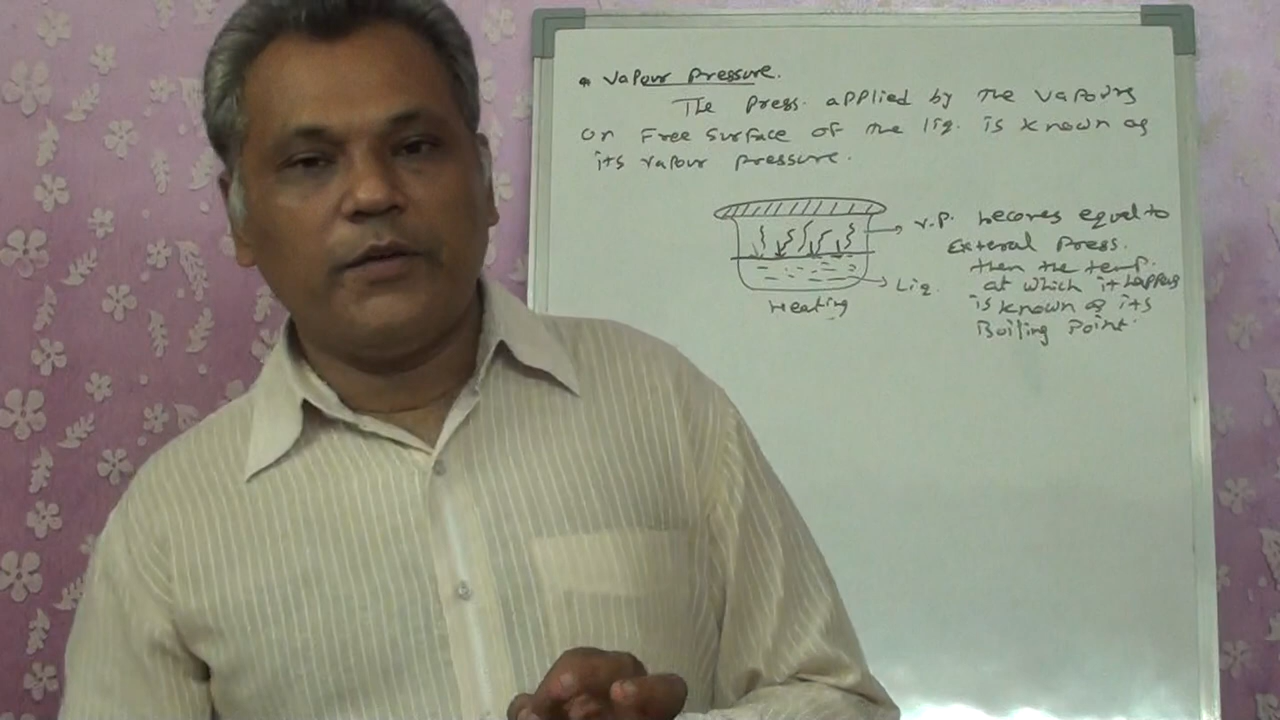 * Vapour Pressure.
The Press. applied by the vapours
on Free surface of the liq. is known as
its vapour pressure.
V.P. becomes equal to
External Press.
then the temp.
at which it happens
Liq.
is known as its
Heating
Boiling Point.